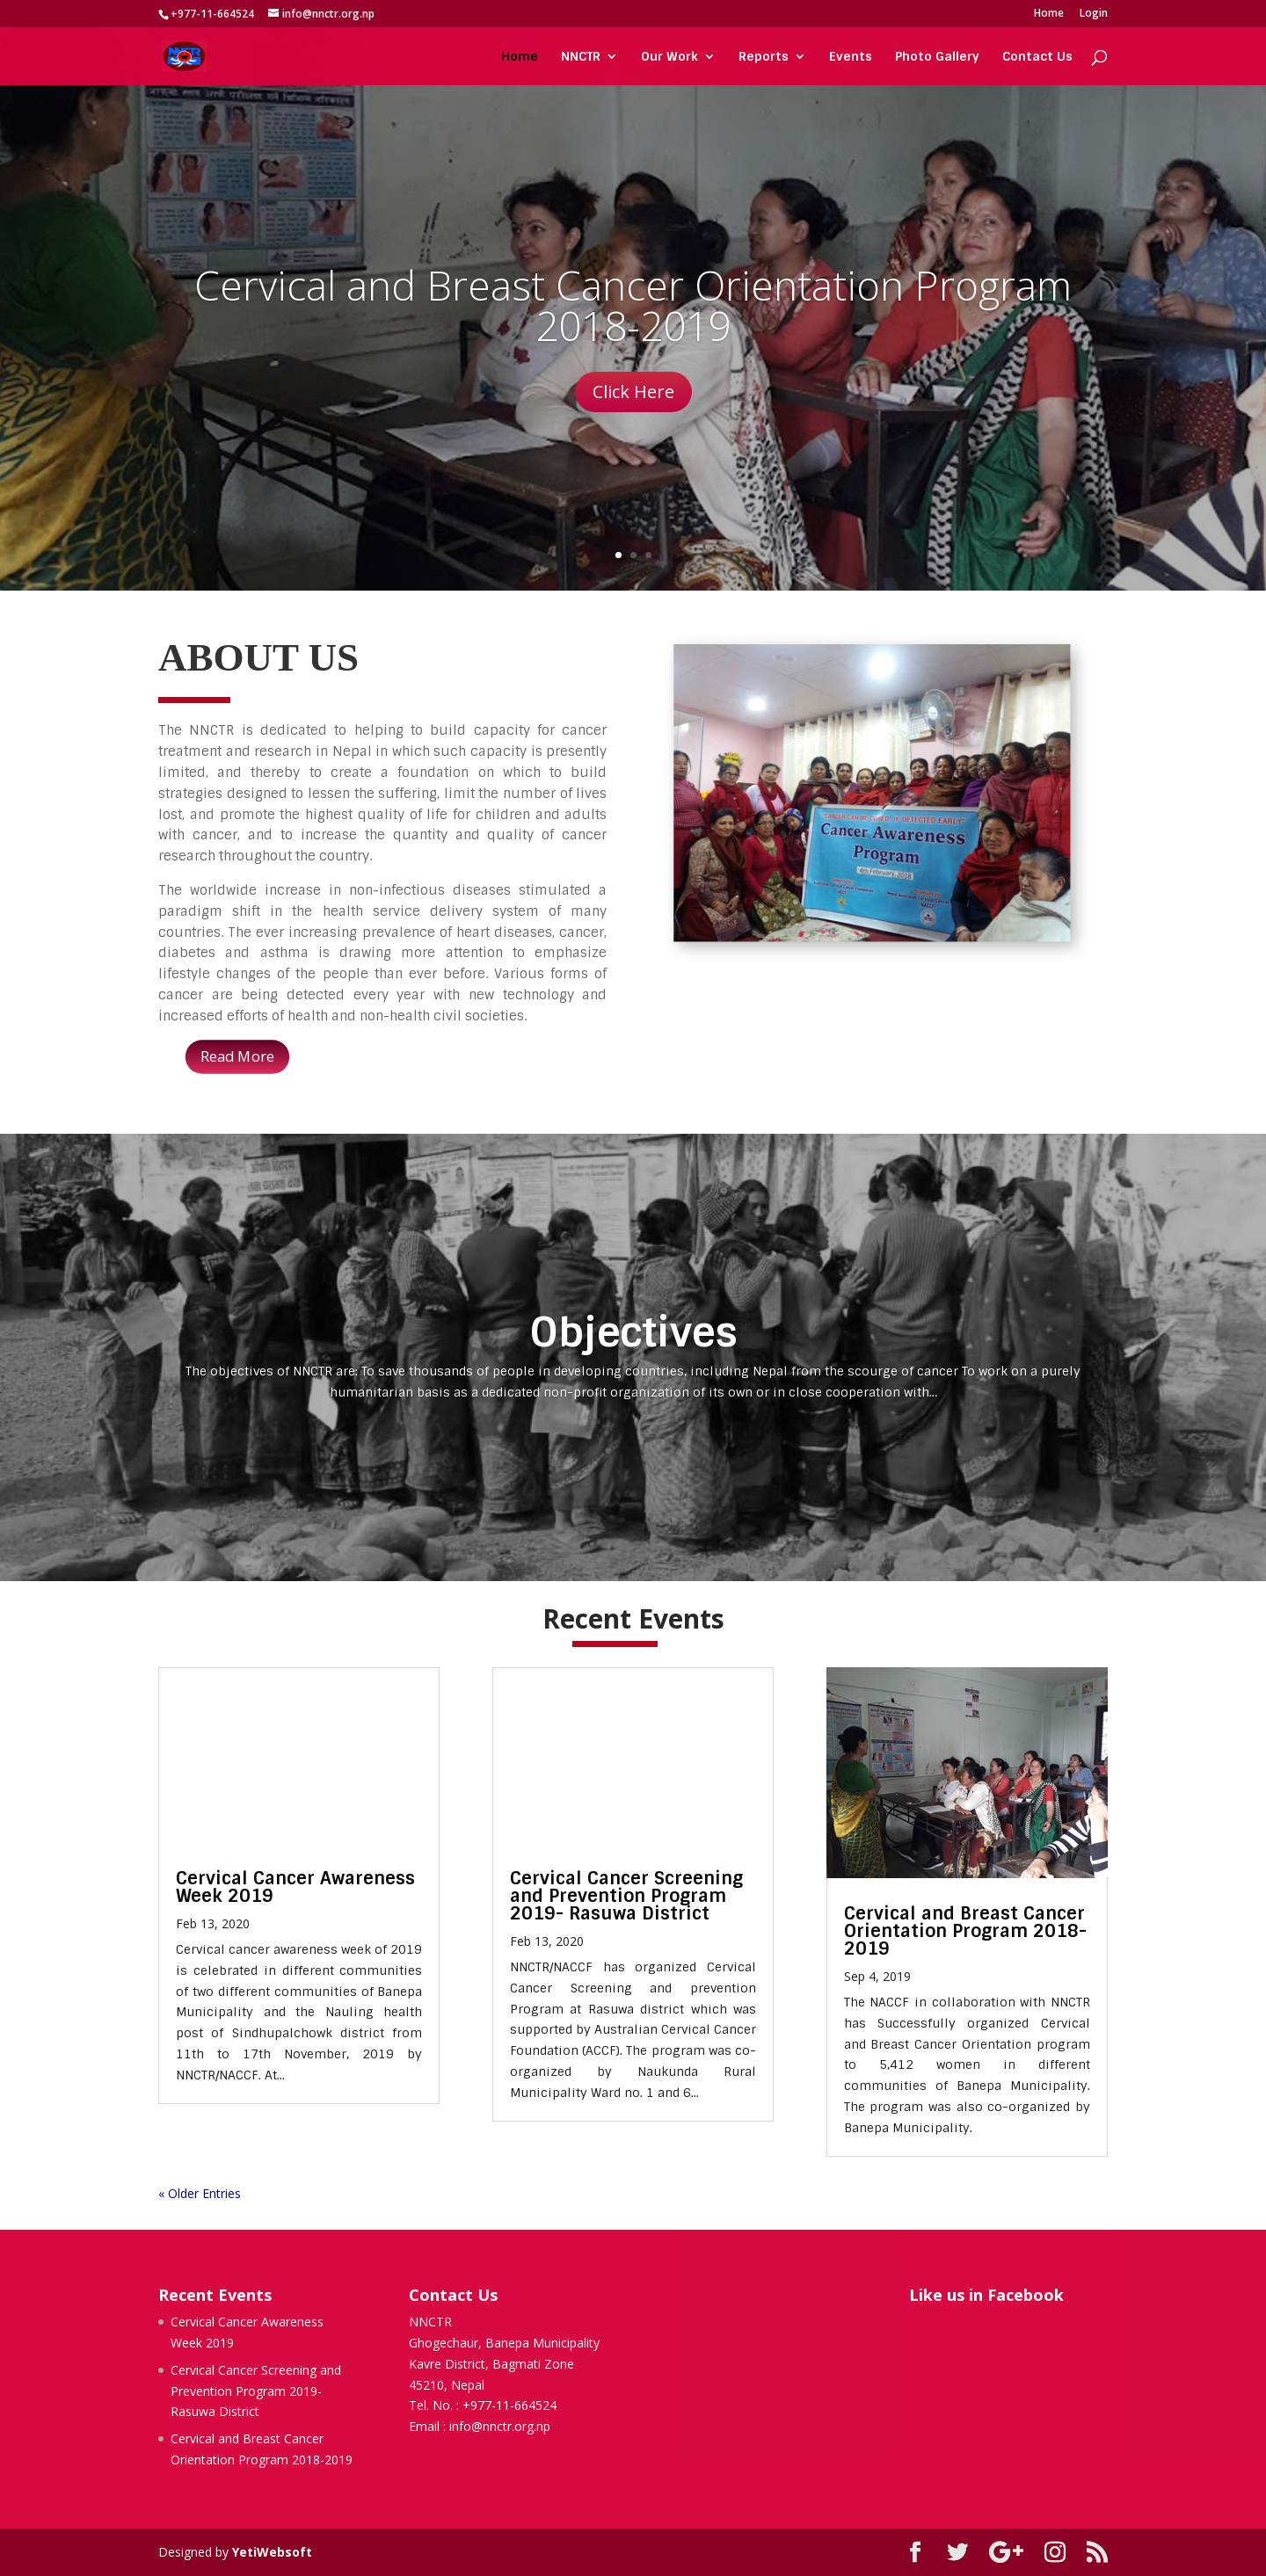 +977-11-664524 info@nnctr.org.np Home Login
NNCTR
Home NNCTR Our Work Reports Events Photo Gallery Contact Us
Cervical and Breast Cancer Orientation Program
2018-2019
Click Here
ABOUT US
The NNCTR is dedicated to helping to build capacity for cancer
treatment and research in Nepal in which such capacity is presently
limited, and thereby to create a foundation on which to build
strategies designed to lessen the suffering, limit the number of lives
lost, and promote the highest quality of life for children and adults
with cancer, and to increase the quantity and quality of cancer
research throughout the country.
The worldwide increase in non-infectious diseases stimulated a
paradigm shift in the health service delivery system of many
countries. The ever increasing prevalence of heart diseases, cancer,
diabetes and asthma is drawing more attention to emphasize
lifestyle changes of the people than ever before. Various forms of
cancer are being detected every year with new technology and
increased efforts of health and non-health civil societies.
Read More
"CANCER CAN BE CURED, IF DETECTED EARLY"
Cancer Awareness
Program
4th February, 2018
Objectives
The objectives of NNCTR are: To save thousands of people in developing countries, including Nepal from the scourge of cancer To work on a purely
humanitarian basis as a dedicated non-profit organization of its own or in close cooperation with...
Recent Events
Cervical Cancer Awareness
Week 2019
Feb 13, 2020
Cervical cancer awareness week of 2019
is celebrated in different communities
of two different communities of Banepa
Municipality and the Nauling health
post of Sindhupalchowk district from
11th to 17th November, 2019 by
NNCTR/NACCF. At...
Cervical Cancer Screening
and Prevention Program
2019- Rasuwa District
Feb 13, 2020
NNCTR/NACCF has organized Cervical
Cancer Screening and prevention
Program at Rasuwa district which was
supported by Australian Cervical Cancer
Foundation (ACCF). The program was co-
organized by Naukunda Rural
Municipality Ward no. 1 and 6...
Cervical and Breast Cancer
Orientation Program 2018-
2019
Sep 4, 2019
The NACCF in collaboration with NNCTR
has Successfully organized Cervical
and Breast Cancer Orientation program
to 5,412 women in different
communities of Banepa Municipality.
The program was also co-organized by
Banepa Municipality.
« Older Entries
Recent Events
Cervical Cancer Awareness
Week 2019
Cervical Cancer Screening and
Prevention Program 2019-
Rasuwa District
Cervical and Breast Cancer
Orientation Program 2018-2019
Contact Us
NNCTR
Ghogechaur, Banepa Municipality
Kavre District, Bagmati Zone
45210, Nepal
Tel. No. : +977-11-664524
Email : info@nnctr.org.np
Like us in Facebook
Designed by YetiWebsoft